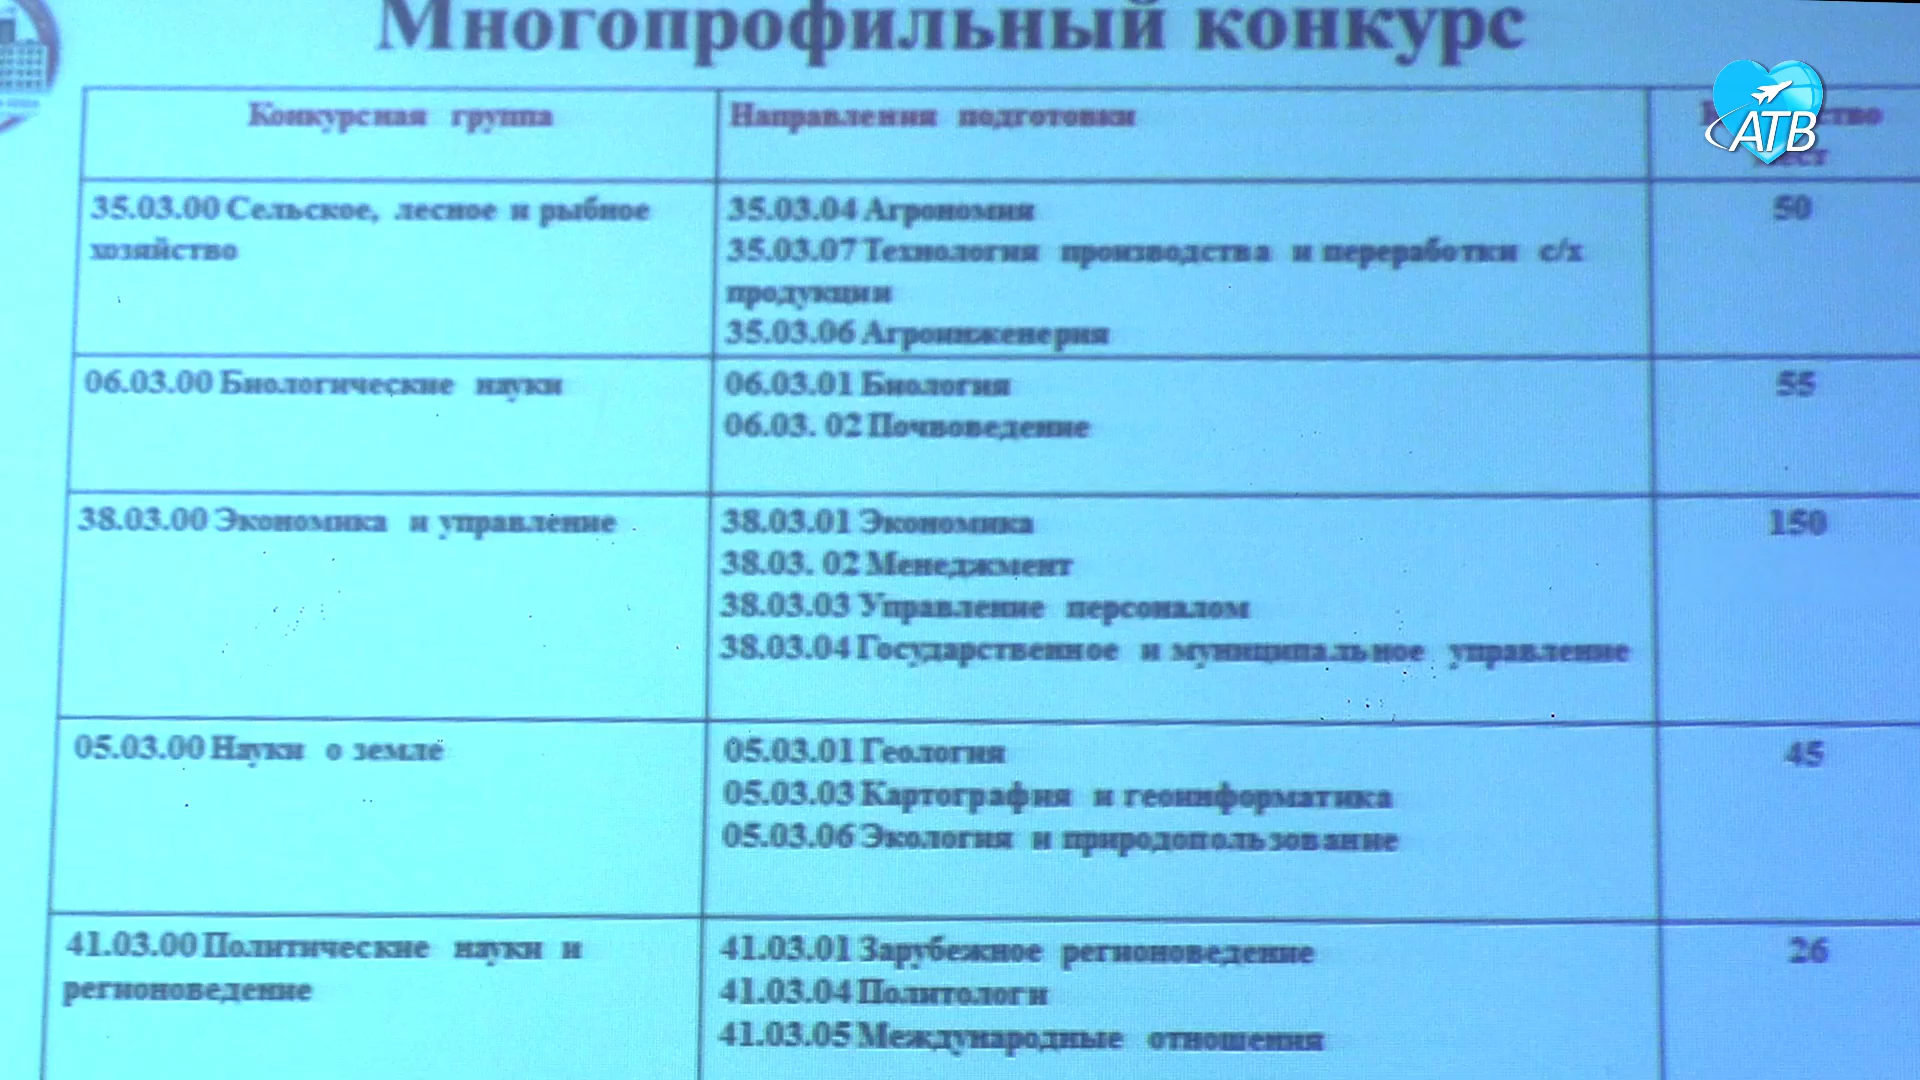 Многопрофильный конкурс
АТВ
Конкурсная группа
Направления подготовки
35.03.00 Сельское, лесное и рыбное
хозяйство
35.03.04 Агрономия
35.03.07 Технология производства и переработки с/х
продукции
35.03.06 Агроинженерия
50
06.03.00 Биологические науки
06.03.01 Биология
06.03. 02 Почвоведение
55
38.03.00 Экономика и управление
38.03.01 Экономика
38.03. 02 Менеджмент
38.03.03 Управление персоналом
38.03.04 Государственное и муниципальное управление
150
05.03.00 Науки о земле
05.03.01 Геология
05.03.03 Картография и геоинформатика
05.03.06 Экология и природопользование
45
41.03.00 Политические науки и
регионоведение
41.03.01 Зарубежное регионоведение
41.03.04 Политологи
41.03.05 Международные отношения
26